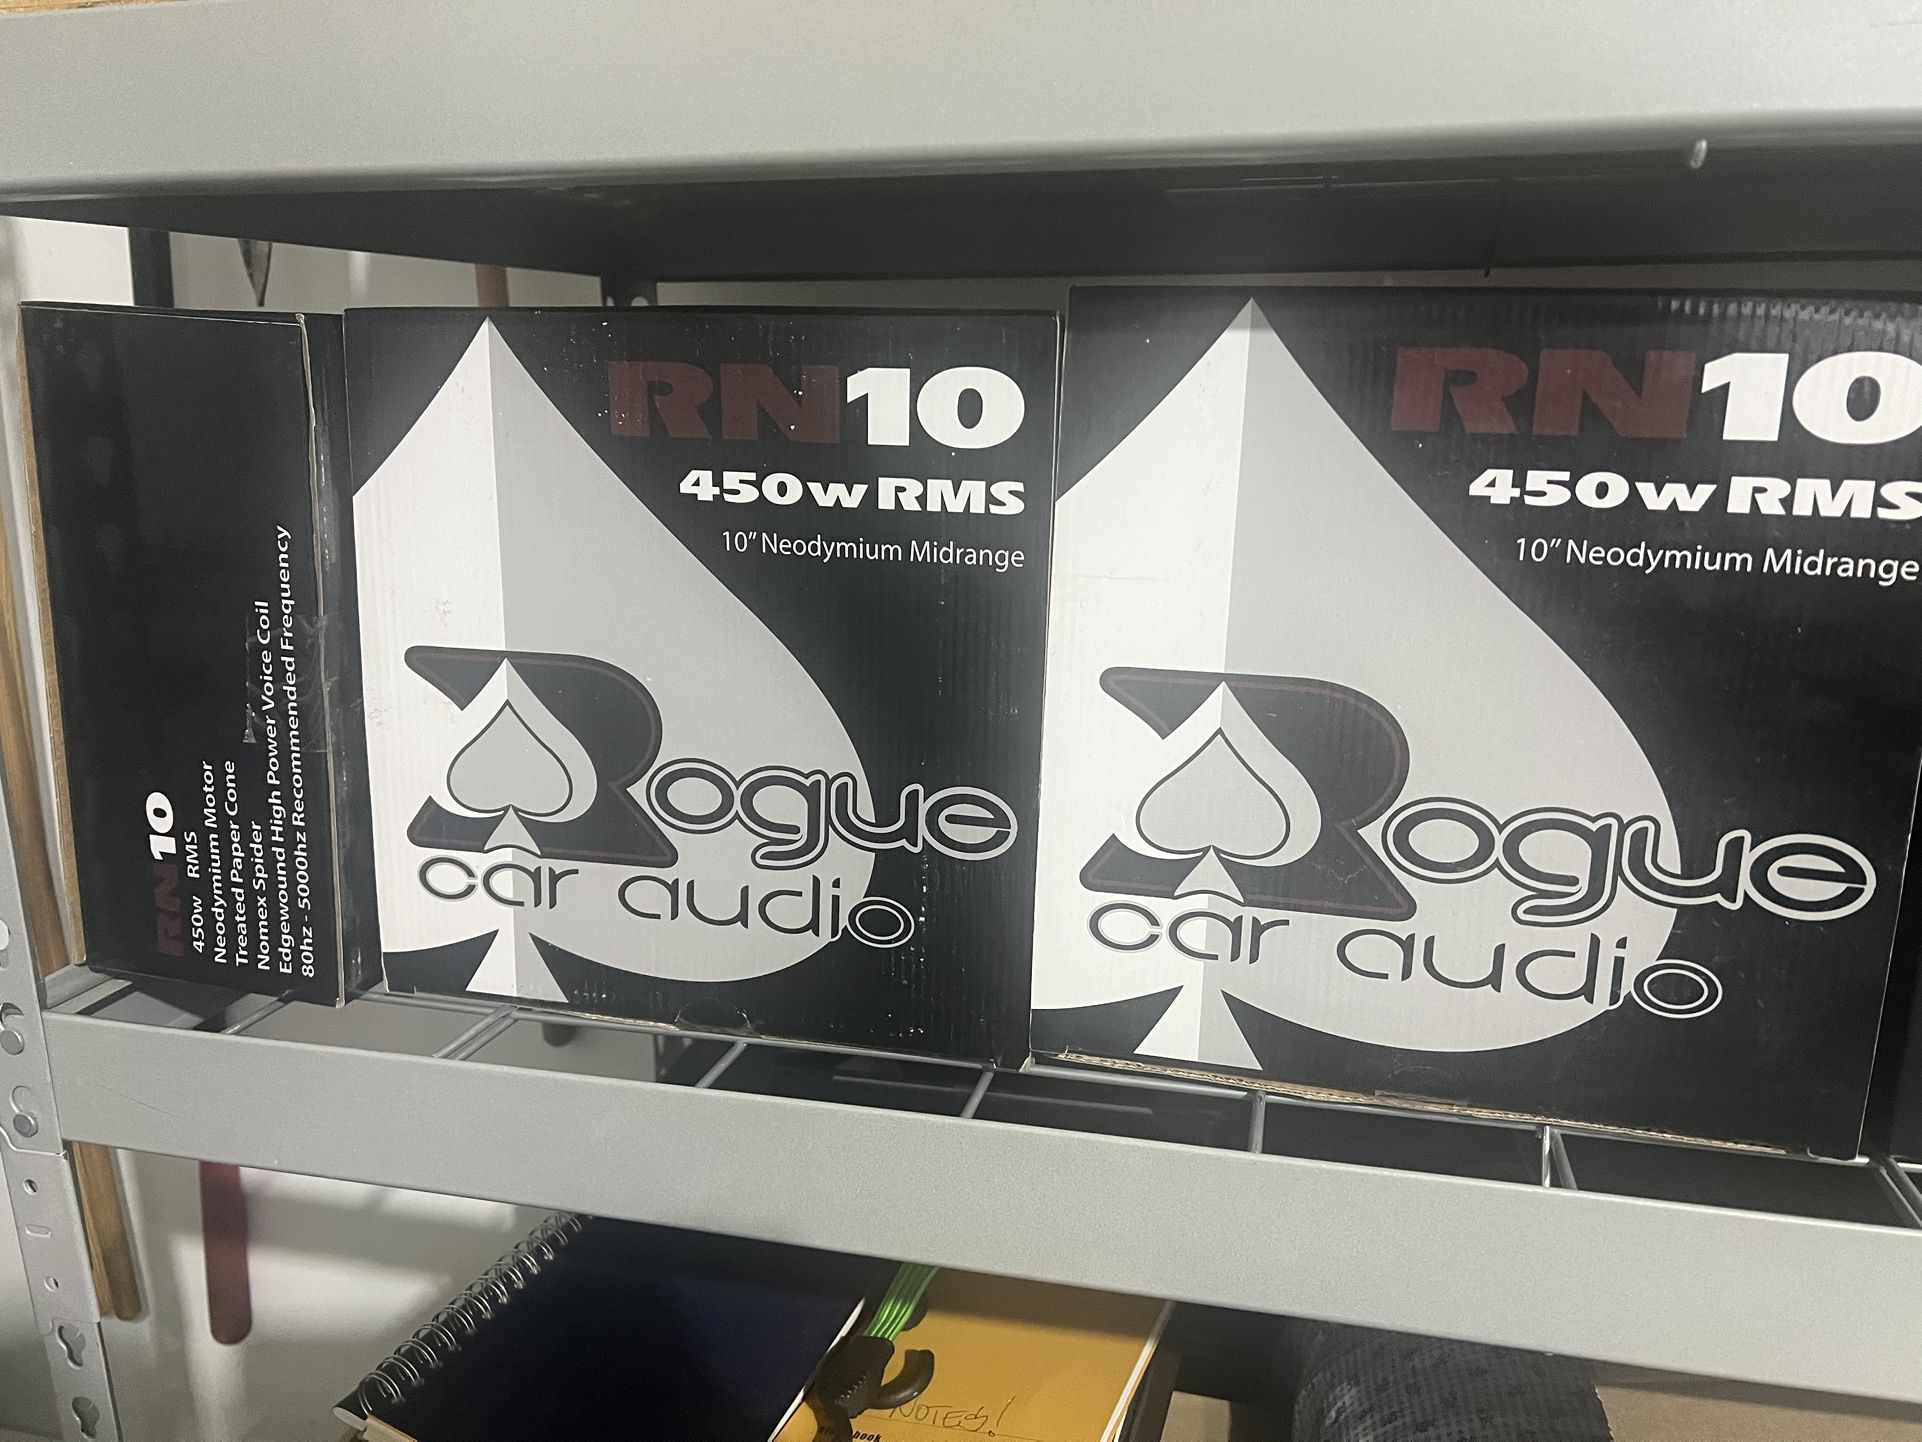 RN10
450w RMS
Neodymium Motor
Treated Paper Cone
Nomex Spider
Edgewound High Power Voice Coil
80hz - 5000hz Recommended Frequency
RN10
450w RMS
10" Neodymium Midrange
Rogue
car audio
RN10
450w RMS
10" Neodymium Midrange
Rogue
car audio
NOTES!
book